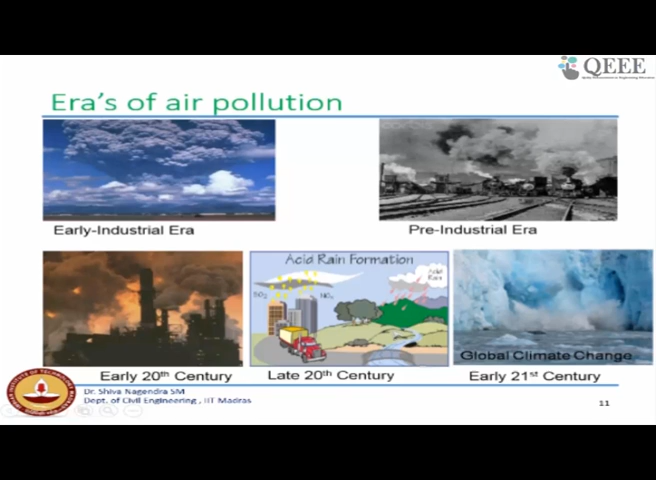 QEEE
Era's of air pollution
Early-Industrial Era
Pre-Industrial Era
Acid Rain Formation
Acid
Rain
SO₂
NOₓ
Global Climate Change
Early 20th Century
Late 20th Century
Early 21st Century
Dr. Shiva Nagendra SM
Dept. of Civil Engineering , IIT Madras
11